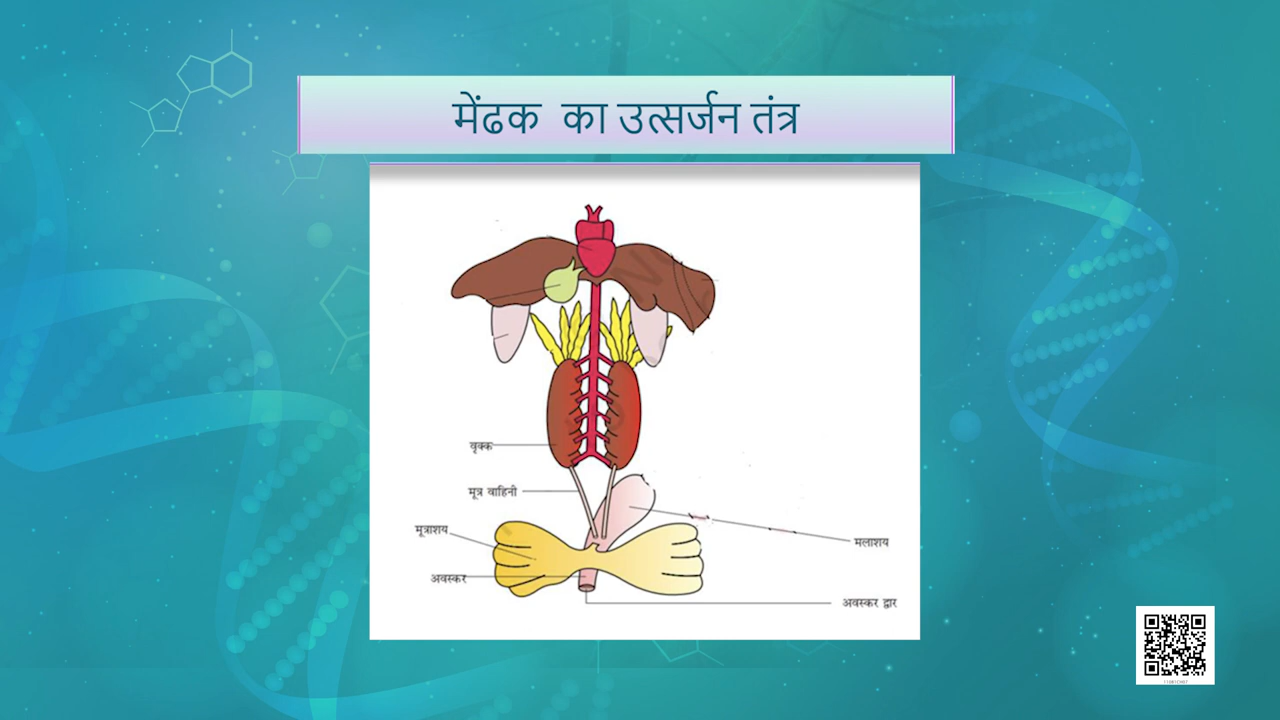 मेंढक का उत्सर्जन तंत्र
वृक्क
मूत्र वाहिनी
मूत्राशय
मलाशय
अवस्कर
अवस्कर द्वार